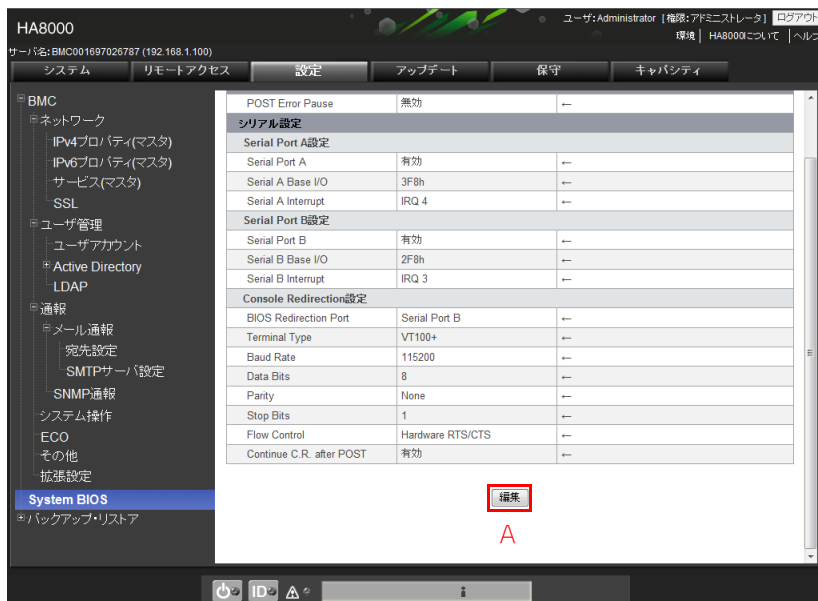 HA8000
ユーザ:Administrator [権限:アドミニストレータ] ログアウト
環境 | HA8000について | ヘルプ
サーバ名:BMC001697026787 (192.168.1.100)
システム リモートアクセス 設定 アップデート 保守 キャパシティ
BMC
ネットワーク
IPv4プロパティ(マスタ)
IPv6プロパティ(マスタ)
サービス(マスタ)
SSL
ユーザ管理
ユーザアカウント
Active Directory
LDAP
通報
メール通報
宛先設定
SMTPサーバ設定
SNMP通報
システム操作
ECO
その他
拡張設定
System BIOS
バックアップ・リストア
POST Error Pause 無効 ←
シリアル設定
Serial Port A設定
Serial Port A 有効 ←
Serial A Base I/O 3F8h ←
Serial A Interrupt IRQ 4 ←
Serial Port B設定
Serial Port B 有効 ←
Serial B Base I/O 2F8h ←
Serial B Interrupt IRQ 3 ←
Console Redirection設定
BIOS Redirection Port Serial Port B ←
Terminal Type VT100+ ←
Baud Rate 115200 ←
Data Bits 8 ←
Parity None ←
Stop Bits 1 ←
Flow Control Hardware RTS/CTS ←
Continue C.R. after POST 有効 ←
編集
A
ID